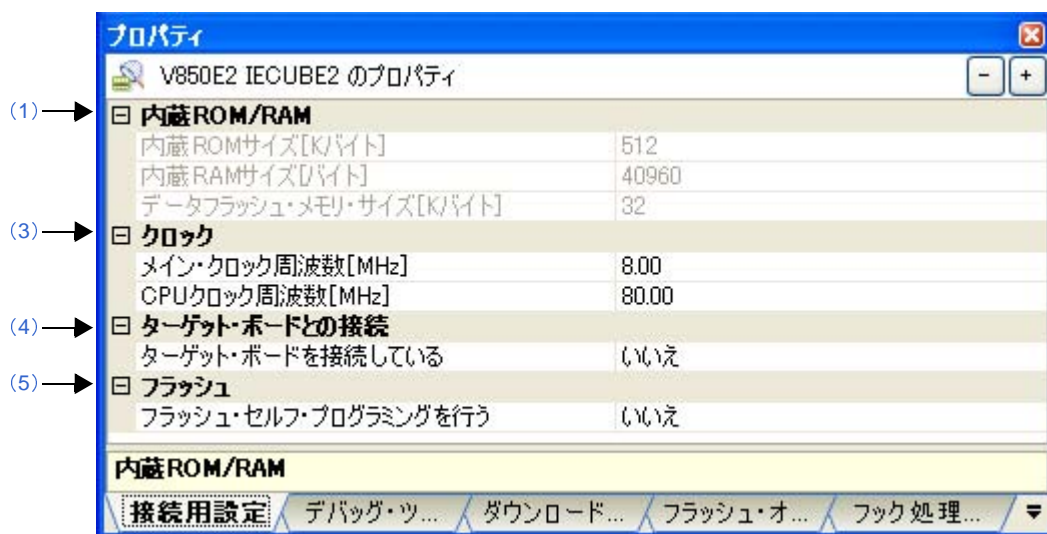 プロパティ
V850E2 IECUBE2 のプロパティ
- +
(1) 内蔵ROM/RAM
内蔵ROMサイズ[Kバイト] 512
内蔵RAMサイズ[バイト] 40960
データフラッシュ・メモリ・サイズ[Kバイト] 32
(3) クロック
メイン・クロック周波数[MHz] 8.00
CPUクロック周波数[MHz] 80.00
(4) ターゲット・ボードとの接続
ターゲット・ボードを接続している いいえ
(5) フラッシュ
フラッシュ・セルフ・プログラミングを行う いいえ
内蔵ROM/RAM
接続用設定 デバッグ・ツ... ダウンロード... フラッシュ・オ... フック処理...